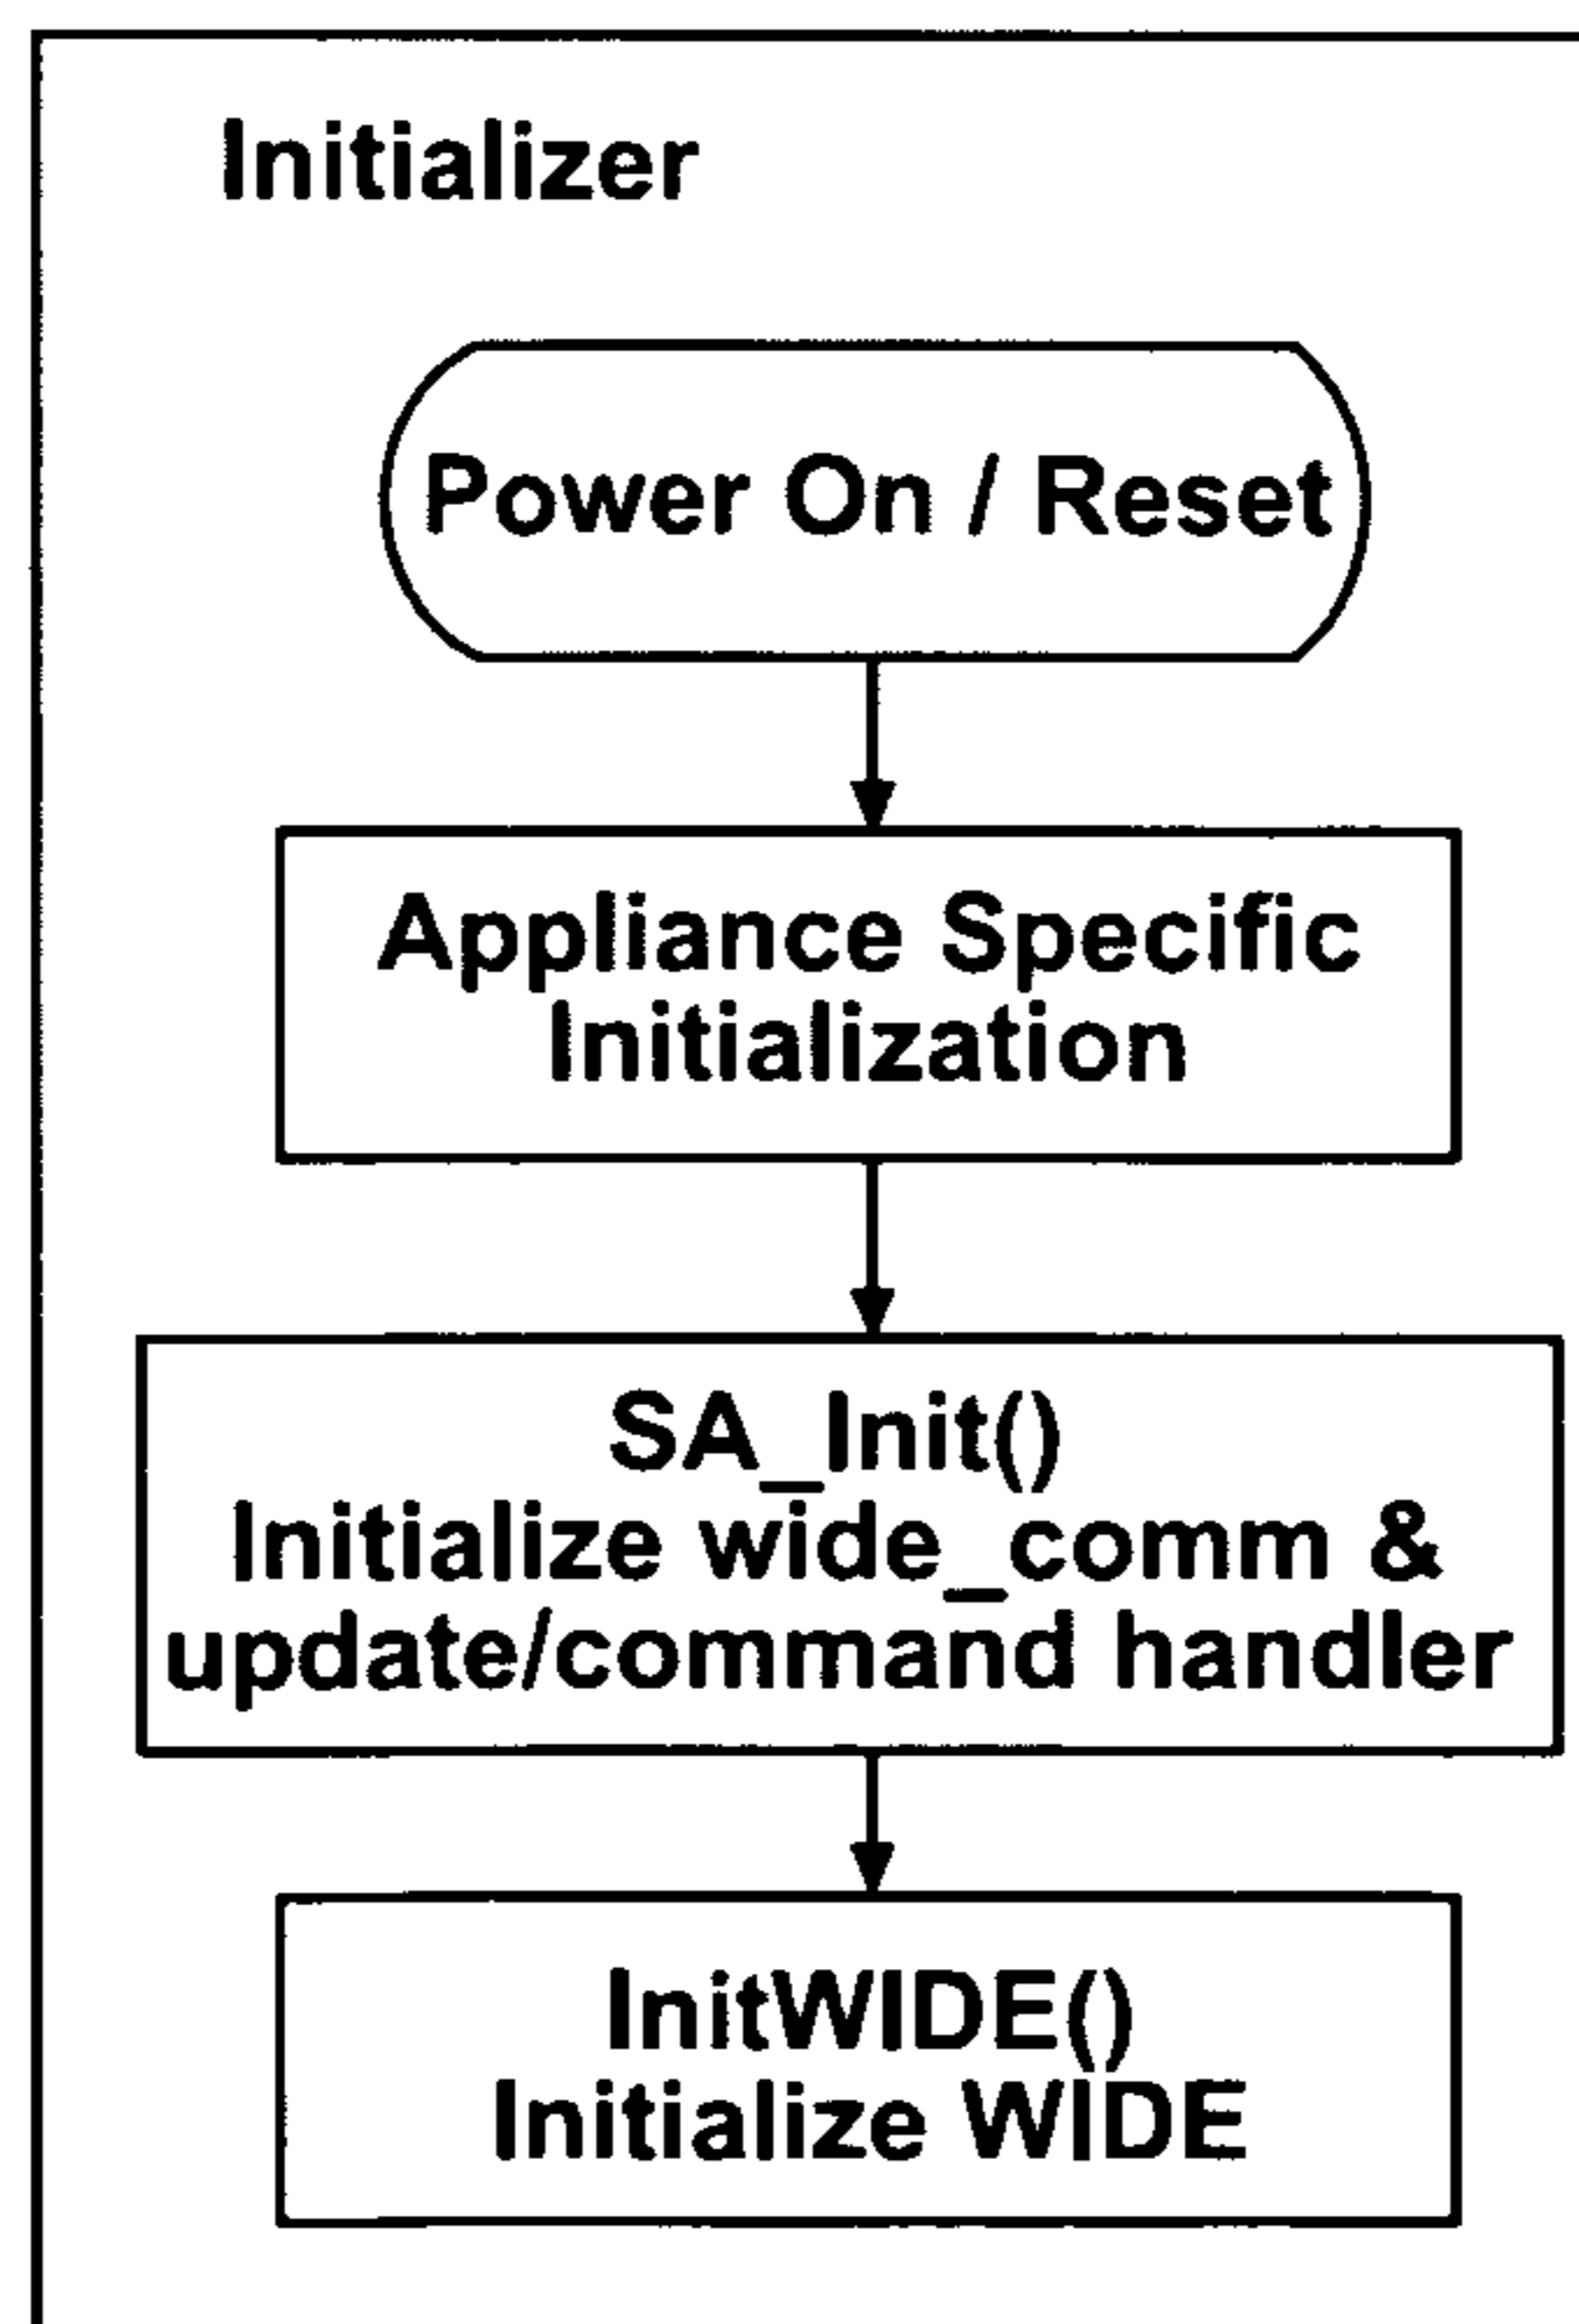 Initializer
Power On / Reset
Appliance Specific
Initialization
SA_Init()
Initialize wide_comm &
update/command handler
InitWIDE()
Initialize WIDE